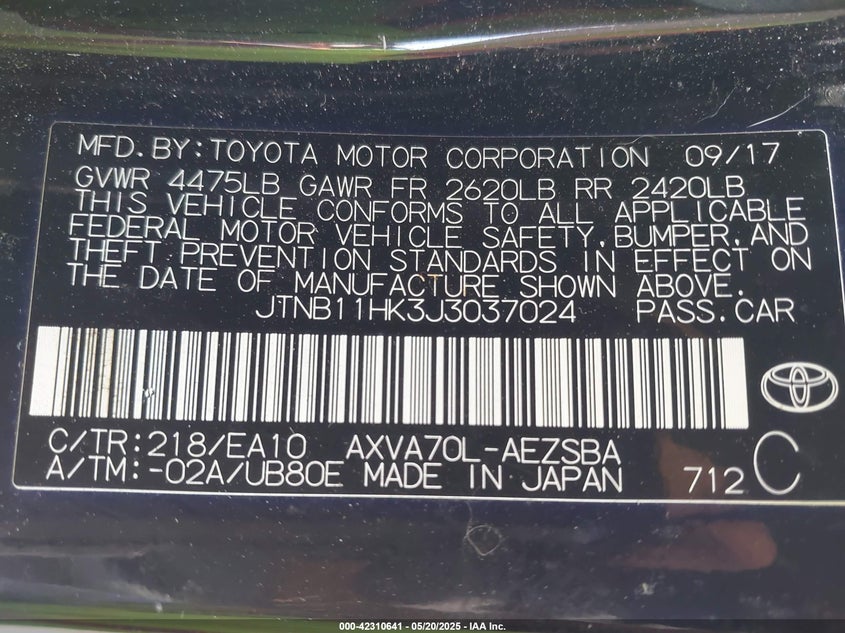 MFD.BY:TOYOTA MOTOR CORPORATION 09/17
GVWR 4475LB GAWR FR 2620LB RR 2420LB
THIS VEHICLE CONFORMS TO ALL APPLICABLE
FEDERAL MOTOR VEHICLE SAFETY,BUMPER,AND
THEFT PREVENTION STANDARDS IN EFFECT ON
THE DATE OF MANUFACTURE SHOWN ABOVE.
JTNB11HK3J3037024 PASS.CAR
C/TR:218/EA10 AXVA70L-AEZSBA
A/TM:-02A/UB80E MADE IN JAPAN 712 C
000-42310641 - 05/20/2025 - IAA Inc.